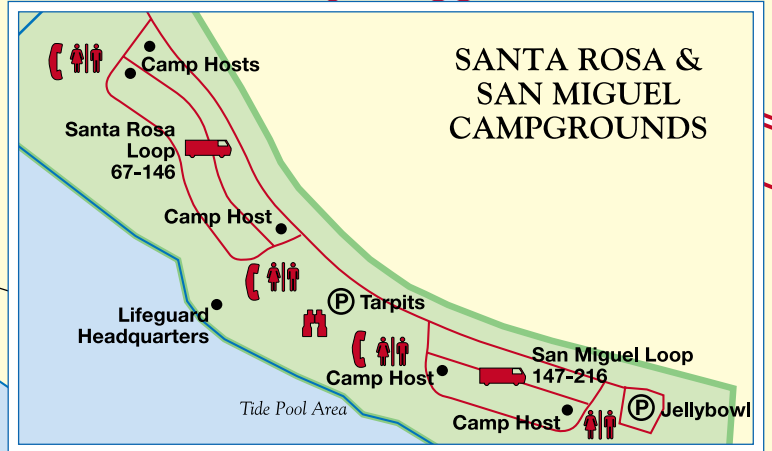 SANTA ROSA &
SAN MIGUEL
CAMPGROUNDS
Camp Hosts
Santa Rosa
Loop
67-146
Camp Host
P Tarpits
Lifeguard
Headquarters
San Miguel Loop
147-216
Camp Host
Tide Pool Area
Camp Host
P Jellybowl